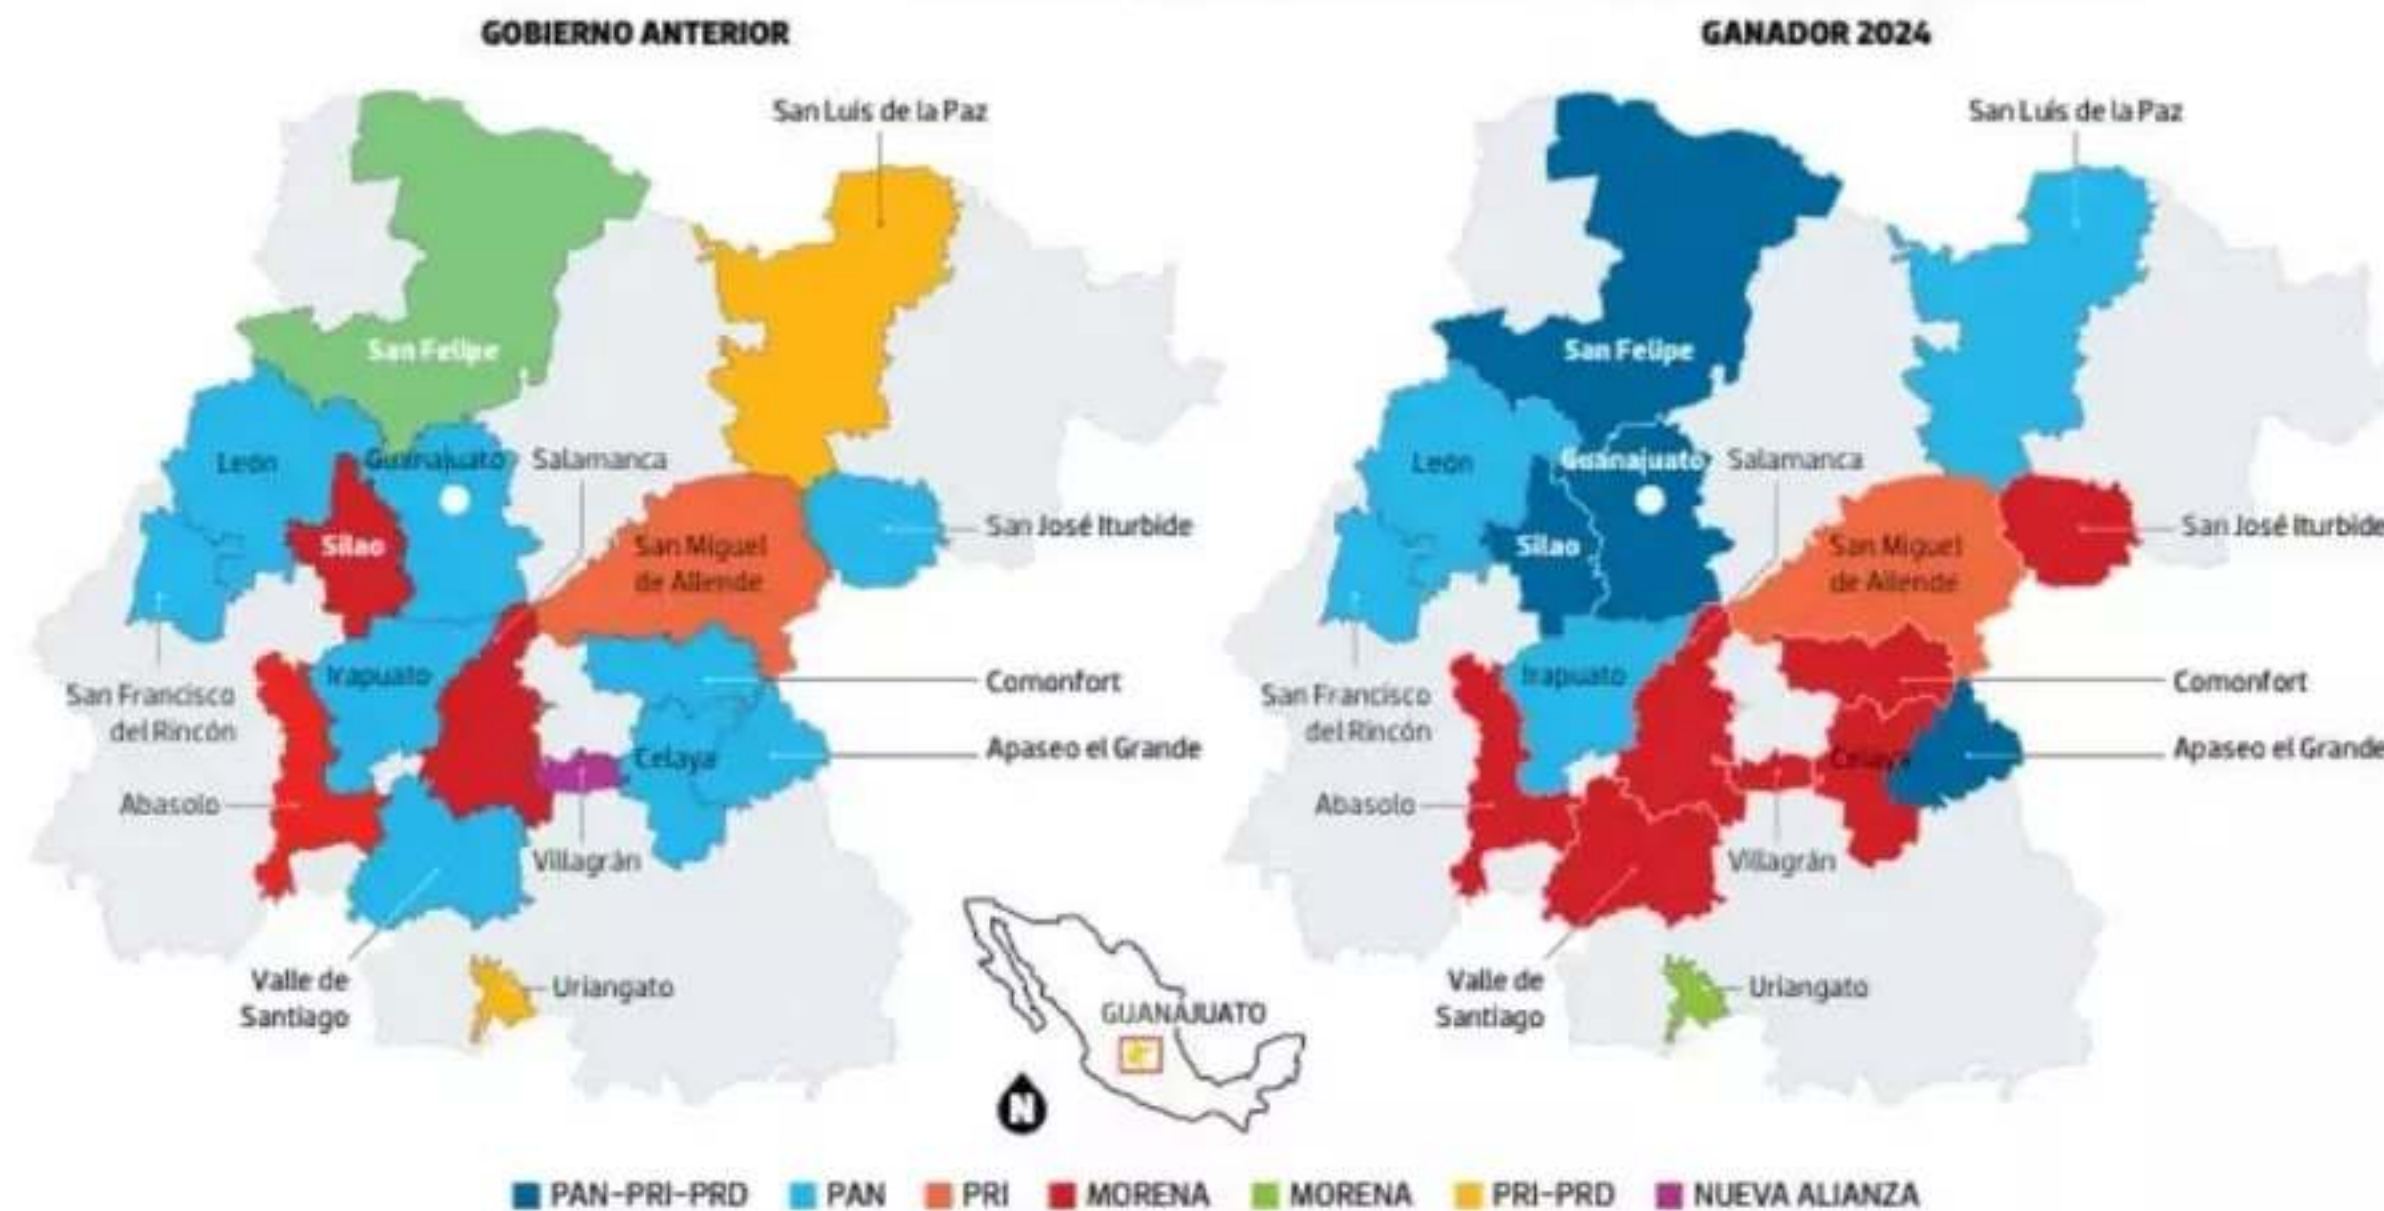 GOBIERNO ANTERIOR
San Luis de la Paz
San Felipe
León
Guanajuato
Salamanca
Silao
San Miguel
de Allende
San José Iturbide
Irapuato
San Francisco
del Rincón
Comonfort
Celaya
Apaseo el Grande
Abasolo
Villagrán
Valle de
Santiago
Uriangato
GANADOR 2024
San Luis de la Paz
San Felipe
León
Guanajuato
Salamanca
Silao
San Miguel
de Allende
San José Iturbide
Irapuato
San Francisco
del Rincón
Comonfort
Celaya
Apaseo el Grande
Abasolo
Villagrán
Valle de
Santiago
Uriangato
GUANAJUATO
N
PAN-PRI-PRD PAN PRI MORENA MORENA PRI-PRD NUEVA ALIANZA